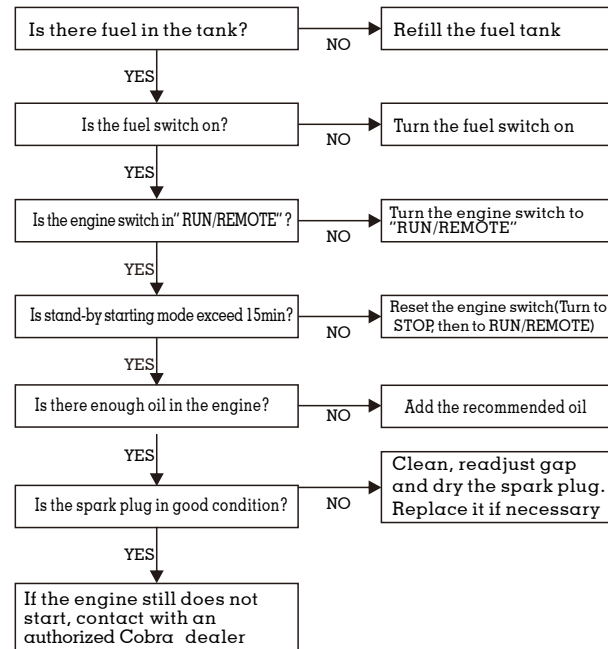 Is there fuel in the tank?
NO
Refill the fuel tank
YES
Is the fuel switch on?
NO
Turn the fuel switch on
YES
Is the engine switch in" RUN/REMOTE" ?
NO
Turn the engine switch to
"RUN/REMOTE"
YES
Is stand-by starting mode exceed 15min?
NO
Reset the engine switch(Turn to
STOP, then to RUN/REMOTE)
YES
Is there enough oil in the engine?
NO
Add the recommended oil
YES
Is the spark plug in good condition?
NO
Clean, readjust gap
and dry the spark plug.
Replace it if necessary
YES
If the engine still does not
start, contact with an
authorized Cobra dealer